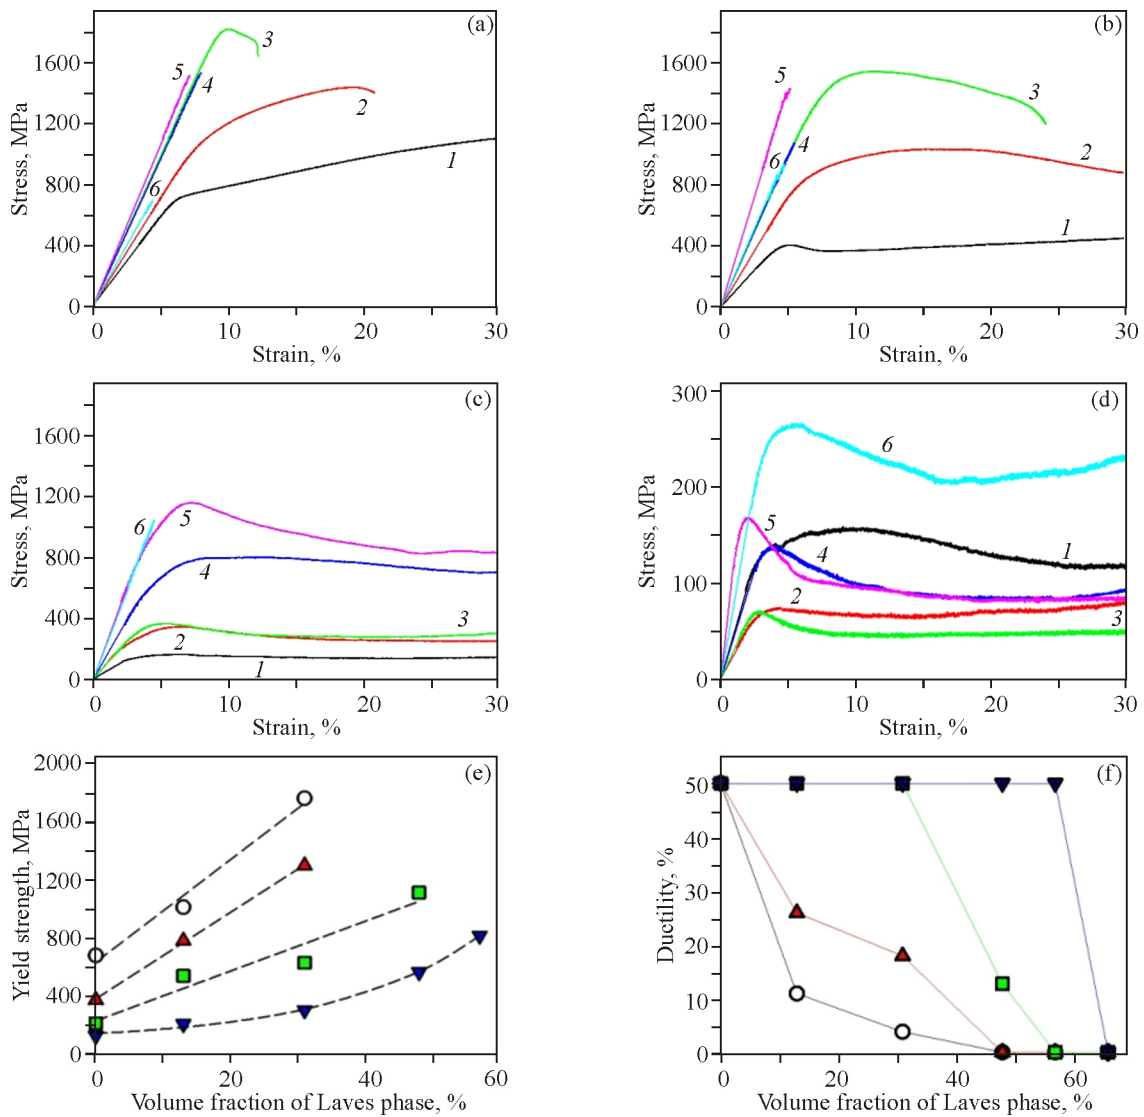 (a)
Stress, MPa
1600
1200
800
400
0
0 10 20 30
Strain, %
1
2
3
4
5
6
(b)
Stress, MPa
1600
1200
800
400
0
0 10 20 30
Strain, %
1
2
3
4
5
6
(c)
Stress, MPa
1600
1200
800
400
0
0 10 20 30
Strain, %
1
2
3
4
5
6
(d)
Stress, MPa
300
200
100
0
0 10 20 30
Strain, %
1
2
3
4
5
6
(e)
Yield strength, MPa
2000
1600
1200
800
400
0
0 20 40 60
Volume fraction of Laves phase, %
(f)
Ductility, %
50
40
30
20
10
0
0 20 40 60
Volume fraction of Laves phase, %